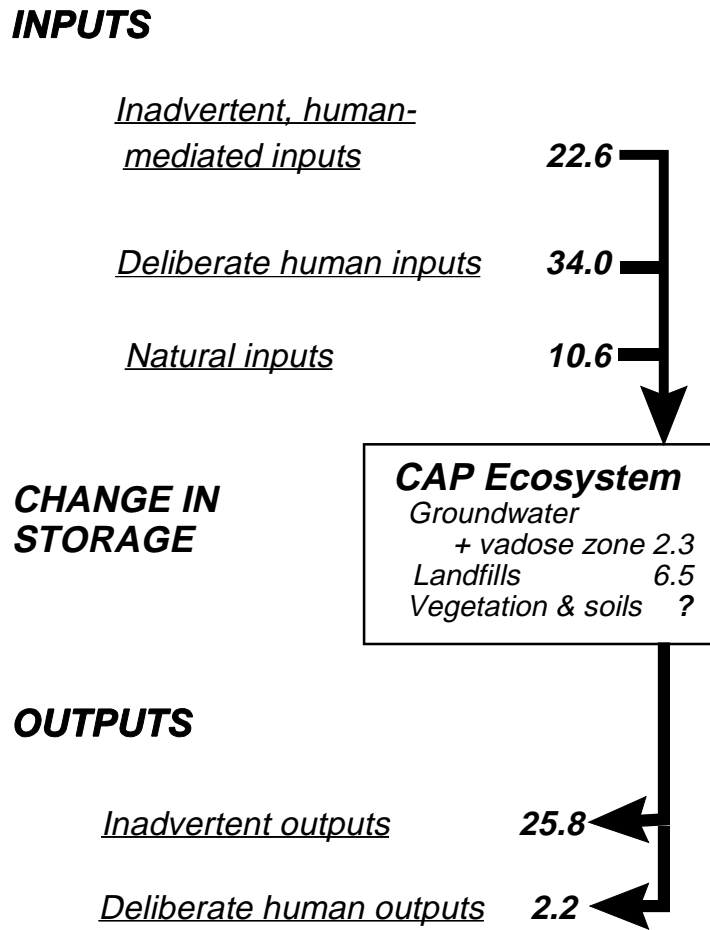 INPUTS
Inadvertent, human-
mediated inputs 22.6
Deliberate human inputs 34.0
Natural inputs 10.6
CHANGE IN
STORAGE
CAP Ecosystem
Groundwater
+ vadose zone 2.3
Landfills 6.5
Vegetation & soils ?
OUTPUTS
Inadvertent outputs 25.8
Deliberate human outputs 2.2